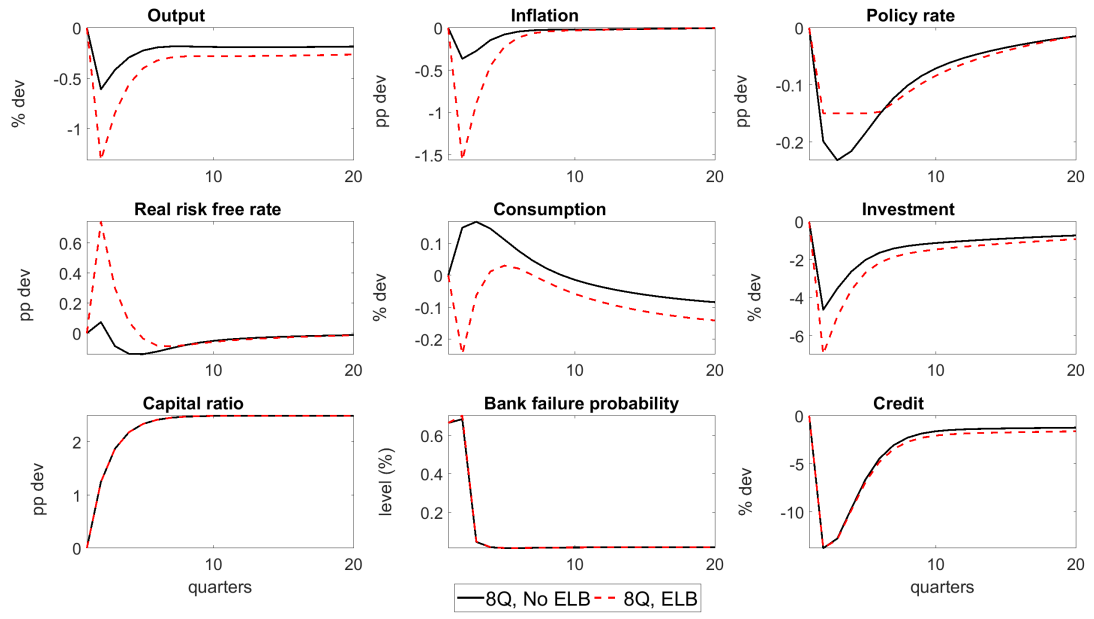 Output
Inflation
Policy rate
% dev
0
-0.5
-1
10
20
pp dev
0
-0.5
-1
-1.5
10
20
pp dev
0
-0.1
-0.2
10
20
Real risk free rate
Consumption
Investment
pp dev
0.6
0.4
0.2
0
10
20
% dev
0.1
0
-0.1
-0.2
10
20
% dev
0
-2
-4
-6
10
20
Capital ratio
Bank failure probability
Credit
pp dev
2
1
0
10
20
quarters
level (%)
0.6
0.4
0.2
10
20
% dev
0
-5
-10
10
20
quarters
8Q, No ELB
8Q, ELB